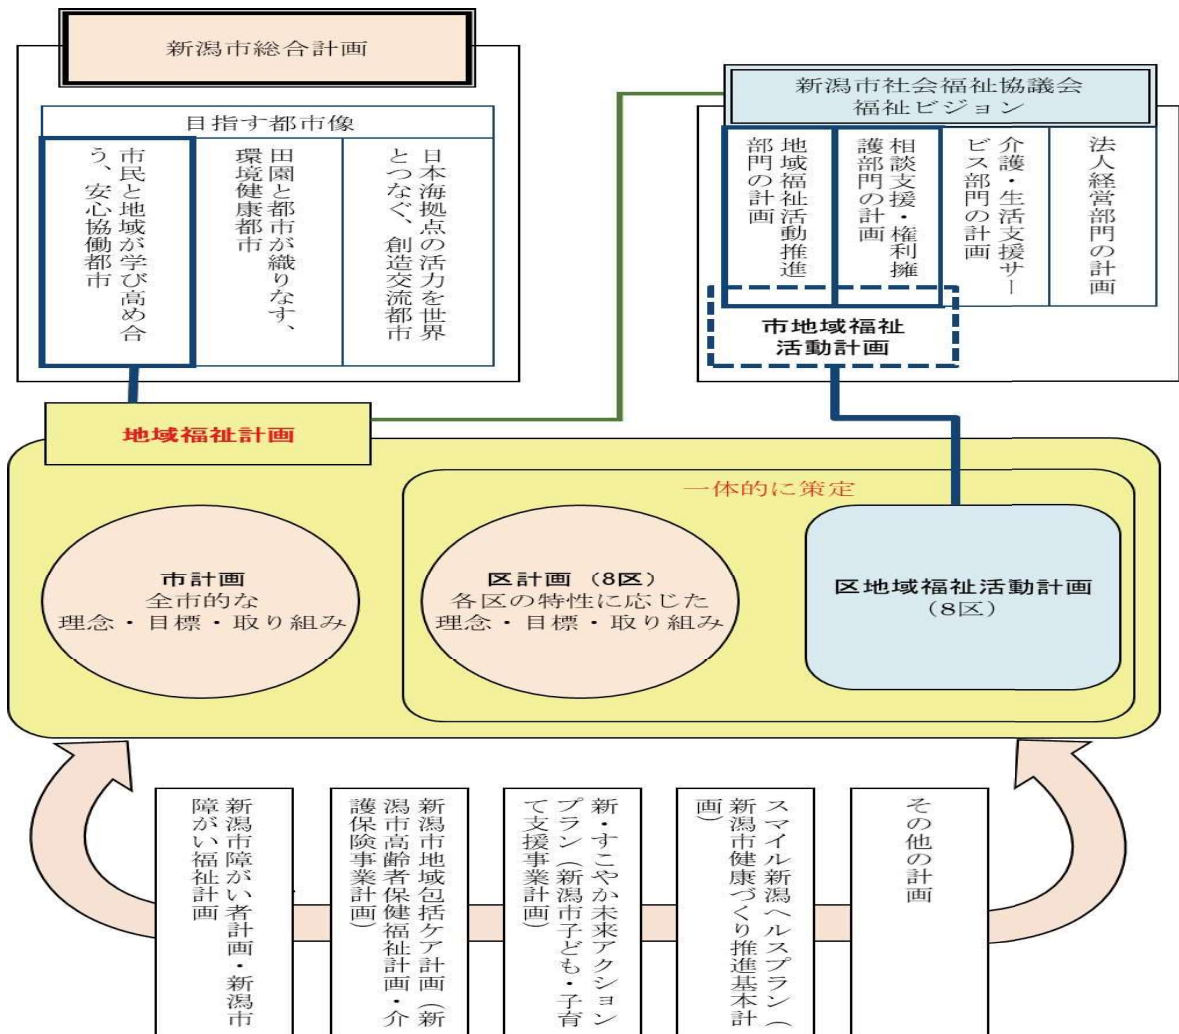 新潟市総合計画
目指す都市像
市民と地域が学び高め合
う、安心協働都市
田園と都市が織りなす、
環境健康都市
日本海拠点の活力を世界
とつなぐ、創造交流都市
新潟市社会福祉協議会
福祉ビジョン
地域福祉活動推進
部門の計画
相談支援・権利擁
護部門の計画
介護・生活支援サー
ビス部門の計画
法人経営部門の計画
市地域福祉
活動計画
地域福祉計画
一体的に策定
市計画
全市的な
理念・目標・取り組み
区計画（8区）
各区の特性に応じた
理念・目標・取り組み
区地域福祉活動計画
（8区）
新潟市障がい者計画・新潟市
障がい福祉計画
新潟市地域包括ケア計画（新
潟市高齢者保健福祉計画・介
護保険事業計画）
新・すこやか未来アクション
プラン（新潟市子ども・子育
て支援事業計画）
スマイル新潟ヘルスプラン（
新潟市健康づくり推進基本計
画）
その他の計画